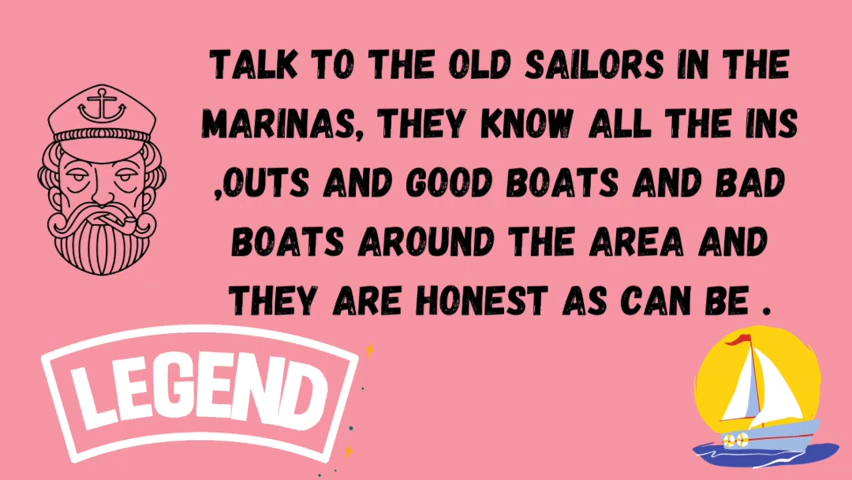 TALK TO THE OLD SAILORS IN THE
MARINAS, THEY KNOW ALL THE INS
,OUTS AND GOOD BOATS AND BAD
BOATS AROUND THE AREA AND
THEY ARE HONEST AS CAN BE .
LEGEND